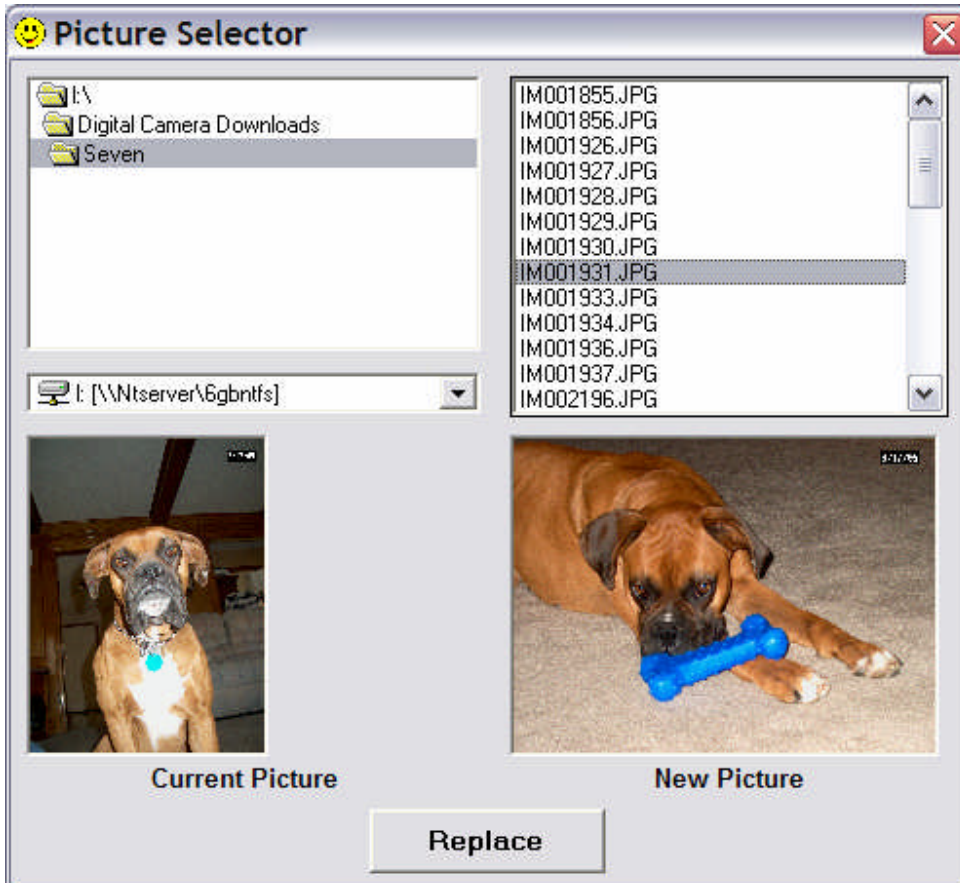 Picture Selector
I:\
Digital Camera Downloads
Seven
I: [\\Ntserver\6gbntfs]
IM001855.JPG
IM001856.JPG
IM001926.JPG
IM001927.JPG
IM001928.JPG
IM001929.JPG
IM001930.JPG
IM001931.JPG
IM001933.JPG
IM001934.JPG
IM001936.JPG
IM001937.JPG
IM002196.JPG
Current Picture
New Picture
Replace